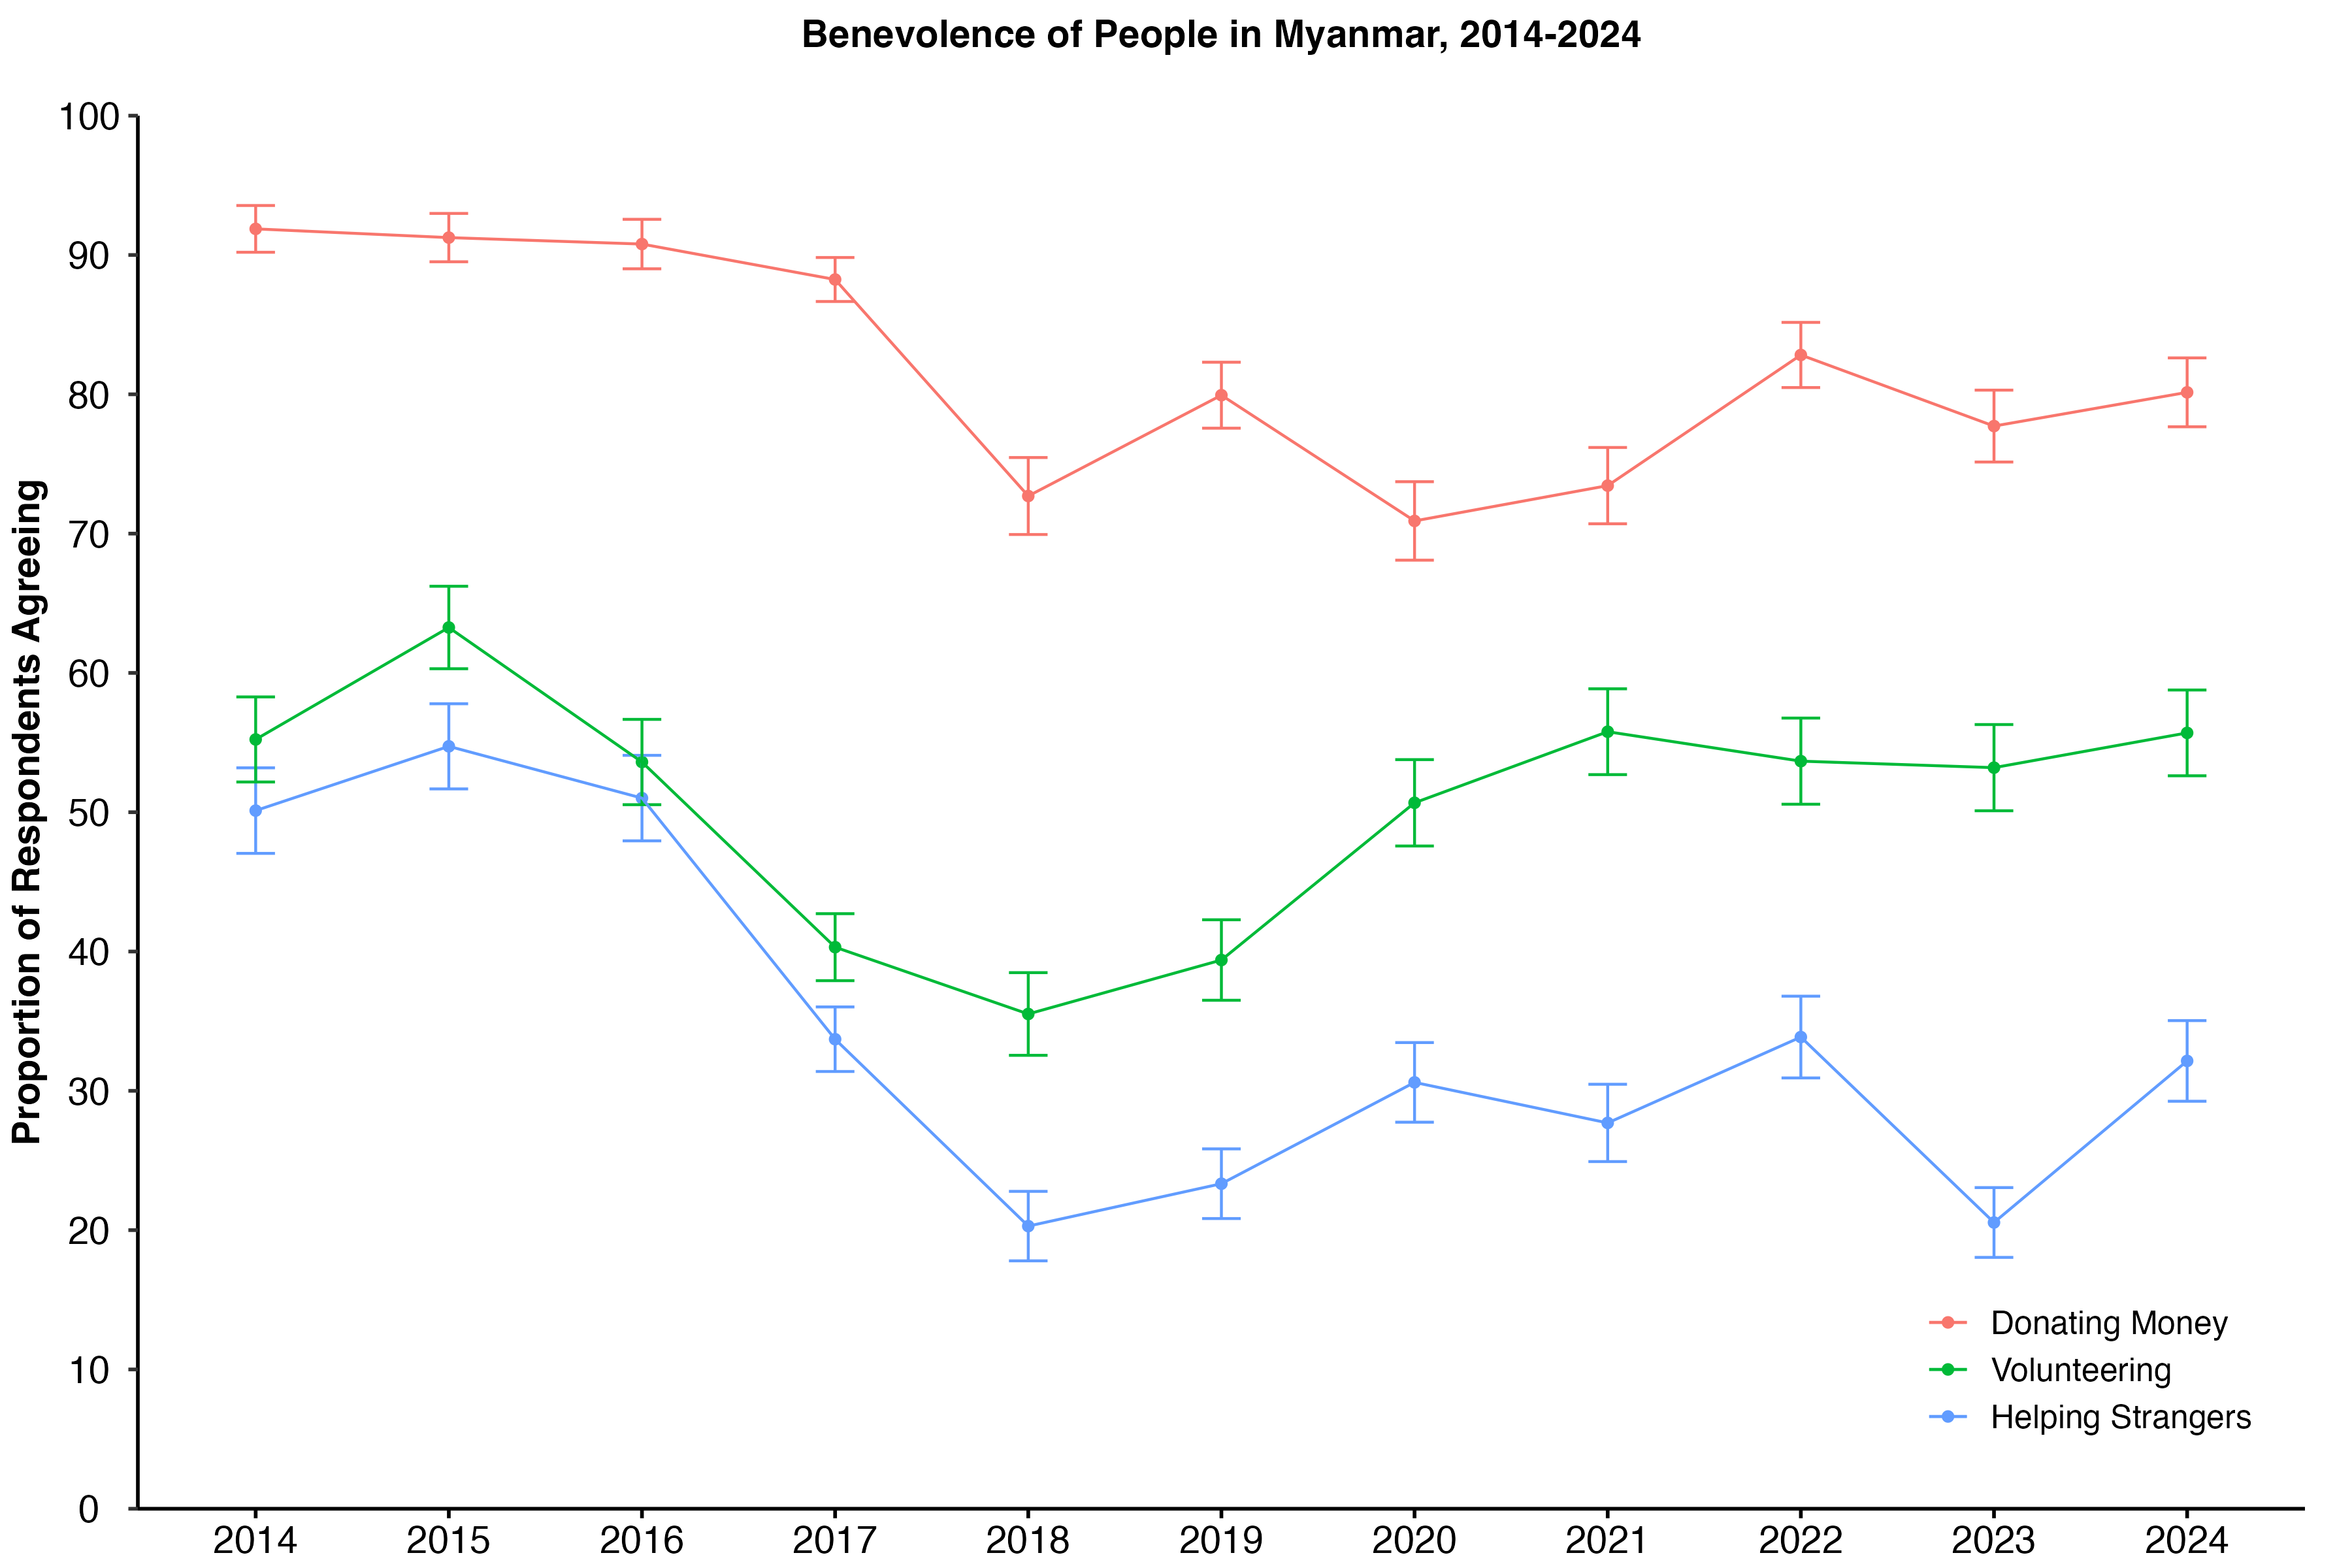 Benevolence of People in Myanmar, 2014-2024
Proportion of Respondents Agreeing
100
90
80
70
60
50
40
30
20
10
0
Donating Money
Volunteering
Helping Strangers
2014 2015 2016 2017 2018 2019 2020 2021 2022 2023 2024